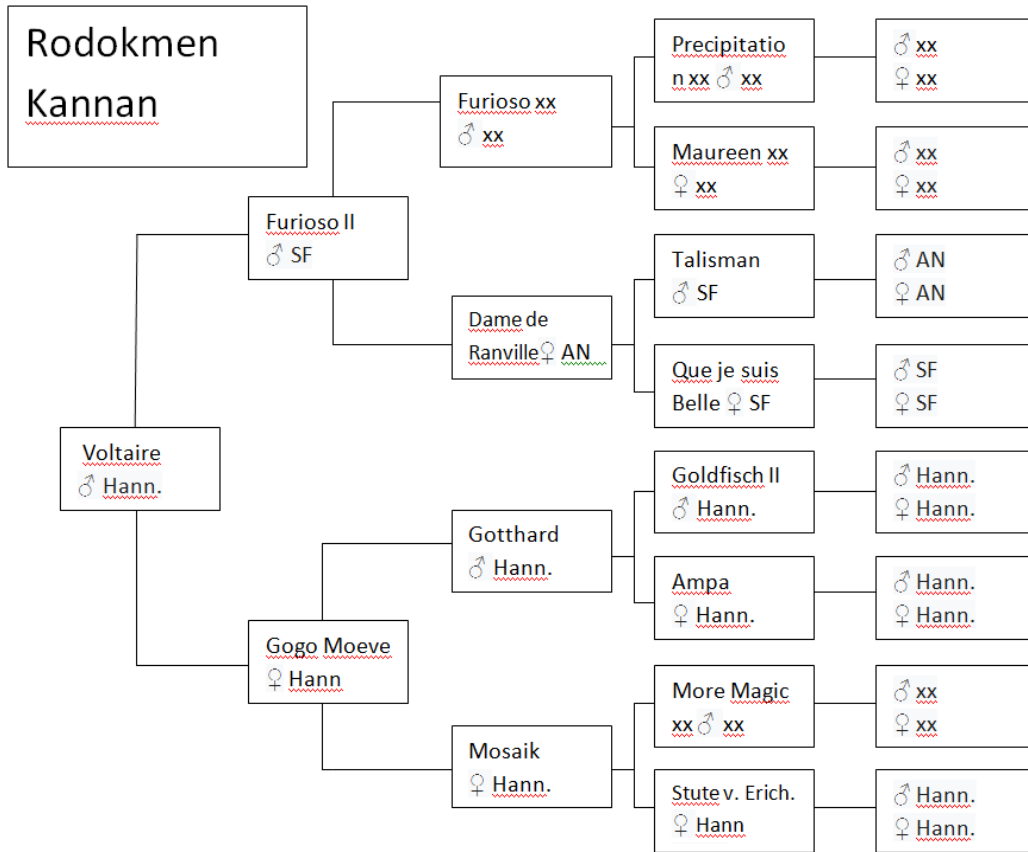 Rodokmen
Kannan
Precipitatio
n xx ♂ xx
♂ xx
♀ xx
Furioso xx
♂ xx
Maureen xx
♀ xx
♂ xx
♀ xx
Furioso II
♂ SF
Talisman
♂ SF
♂ AN
♀ AN
Dame de
Ranville♀ AN
Que je suis
Belle ♀ SF
♂ SF
♀ SF
Voltaire
♂ Hann.
Goldfisch II
♂ Hann.
♂ Hann.
♀ Hann.
Gotthard
♂ Hann.
Ampa
♀ Hann.
♂ Hann.
♀ Hann.
Gogo Moeve
♀ Hann
More Magic
xx♂ xx
♂ xx
♀ xx
Mosaik
♀ Hann.
Stute v. Erich.
♀ Hann
♂ Hann.
♀ Hann.